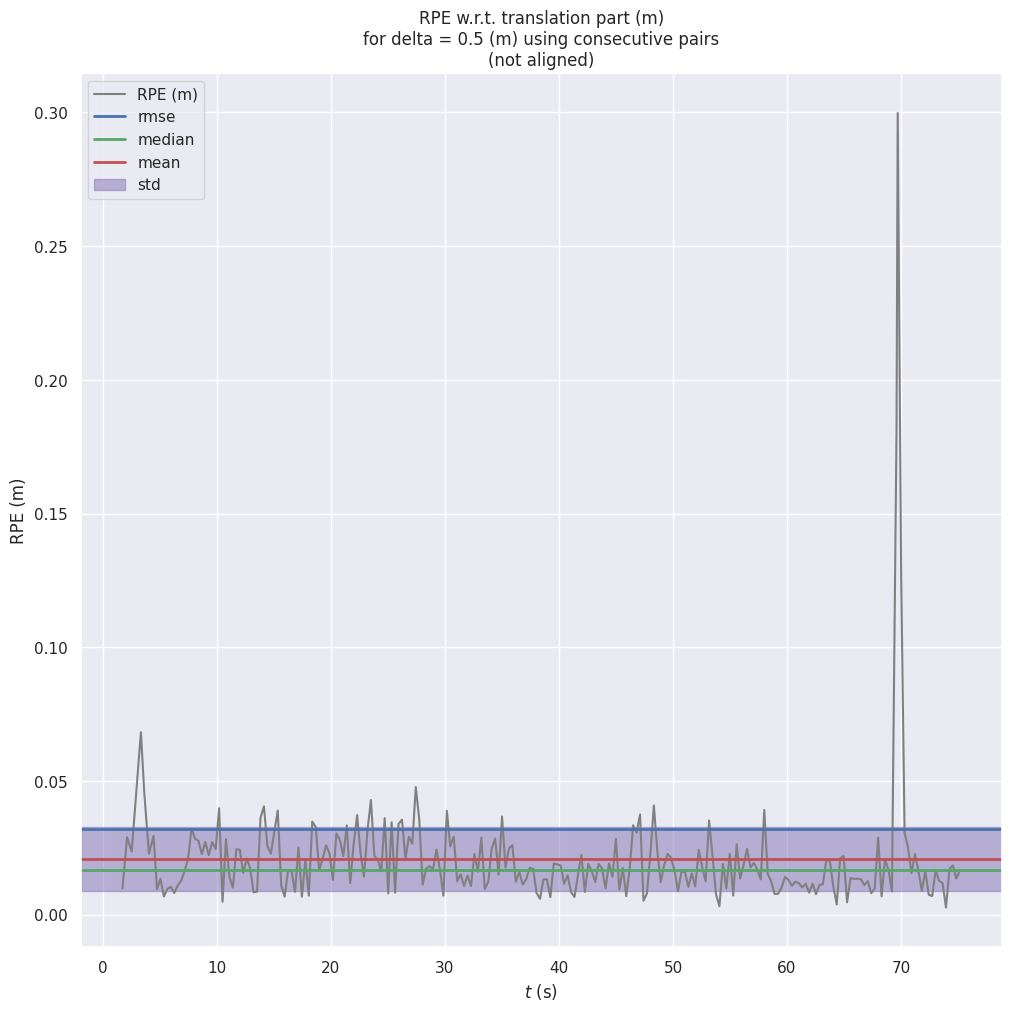 RPE w.r.t. translation part (m)
for delta = 0.5 (m) using consecutive pairs
(not aligned)
RPE (m)
rmse
median
mean
std
0.30
0.25
0.20
0.15
0.10
0.05
0.00
RPE (m)
0 10 20 30 40 50 60 70
t (s)